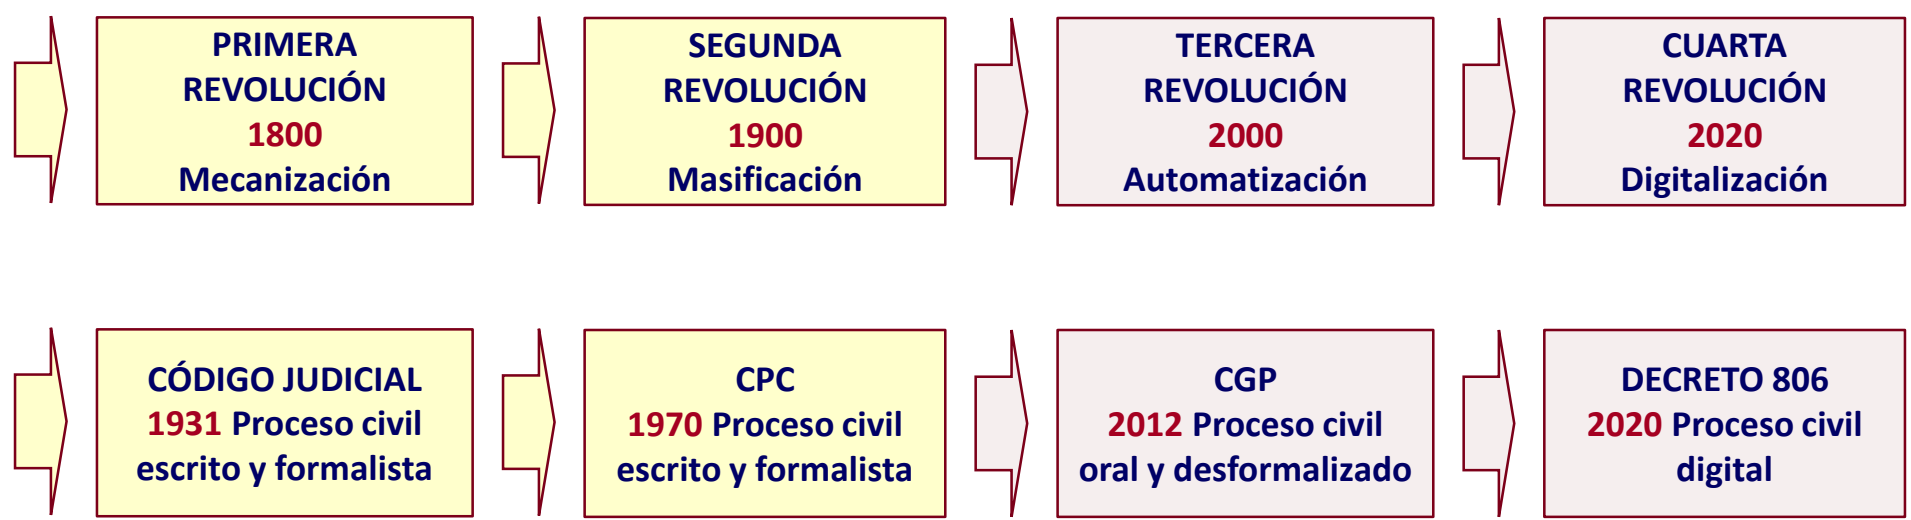 PRIMERA
REVOLUCIÓN
1800
Mecanización
SEGUNDA
REVOLUCIÓN
1900
Masificación
TERCERA
REVOLUCIÓN
2000
Automatización
CUARTA
REVOLUCIÓN
2020
Digitalización
CÓDIGO JUDICIAL
1931 Proceso civil
escrito y formalista
CPC
1970 Proceso civil
escrito y formalista
CGP
2012 Proceso civil
oral y desformalizado
DECRETO 806
2020 Proceso civil
digital